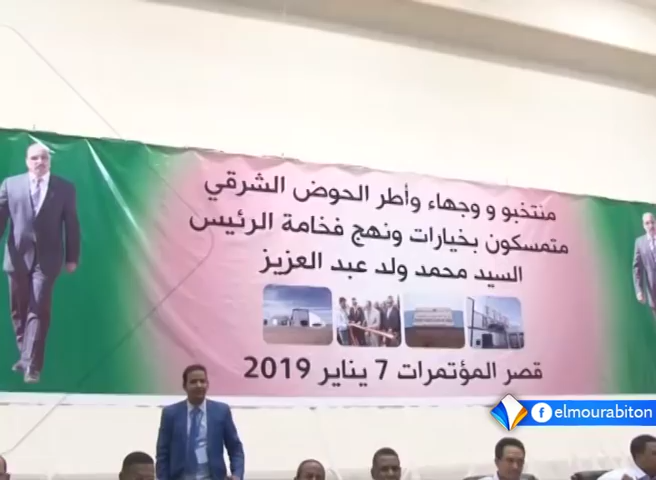 منتخبو و وجهاء وأطر الحوض الشرقي
متمسكون بخيارات ونهج فخامة الرئيس
السيد محمد ولد عبد العزيز
قصر المؤتمرات 7 يناير 2019
elmourabiton